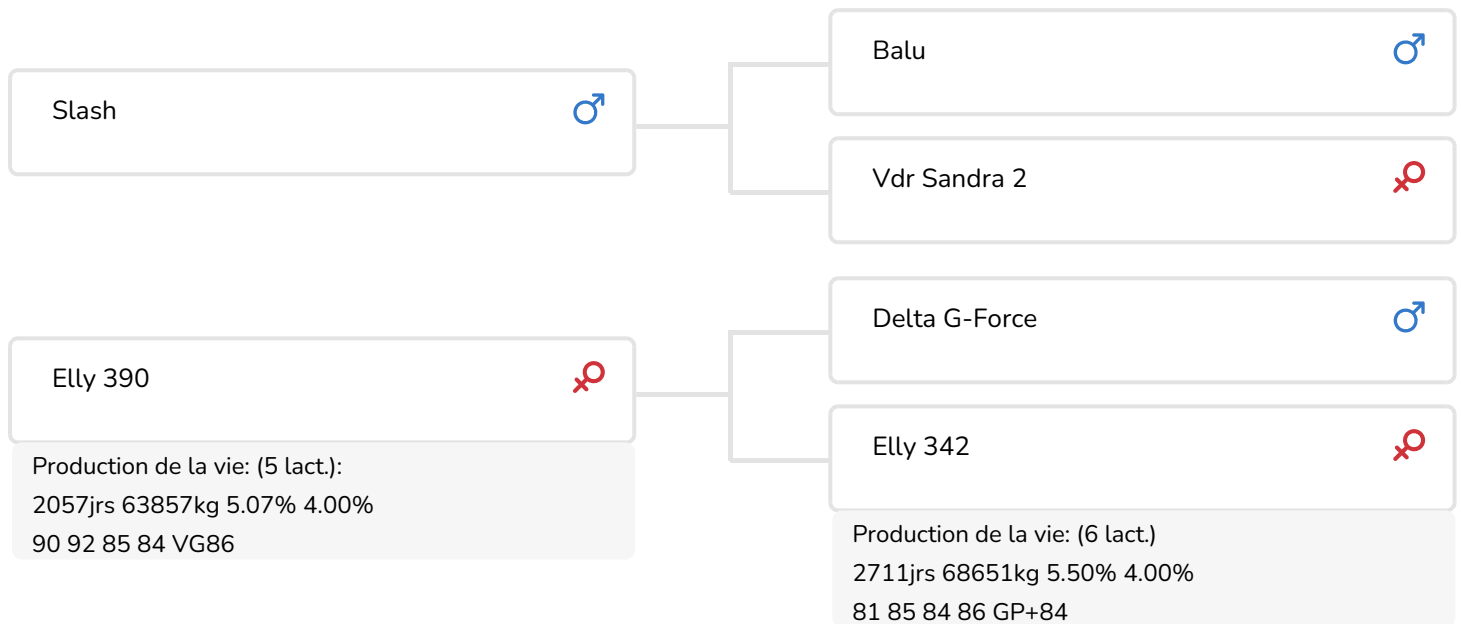 Slash
Balu
Vdr Sandra 2
Elly 390
Production de la vie: (5 lact.):
2057jrs 63857kg 5.07% 4.00%
90 92 85 84 VG86
Delta G-Force
Elly 342
Production de la vie: (6 lact.)
2711jrs 68651kg 5.50% 4.00%
81 85 84 86 GP+84